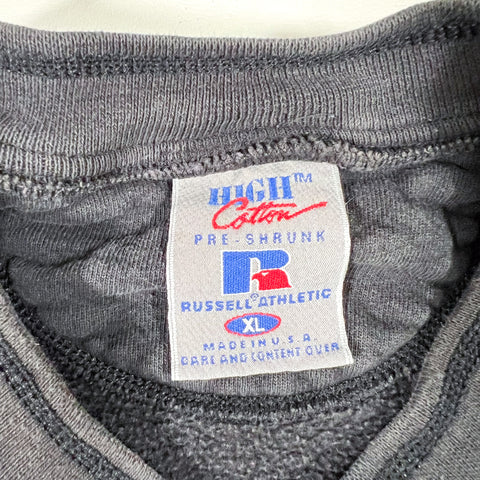 HIGH™
Cotton
PRE-SHRUNK
R
RUSSELL® ATHLETIC
XL
MADE IN U.S.A.
CARE AND CONTENT OVER